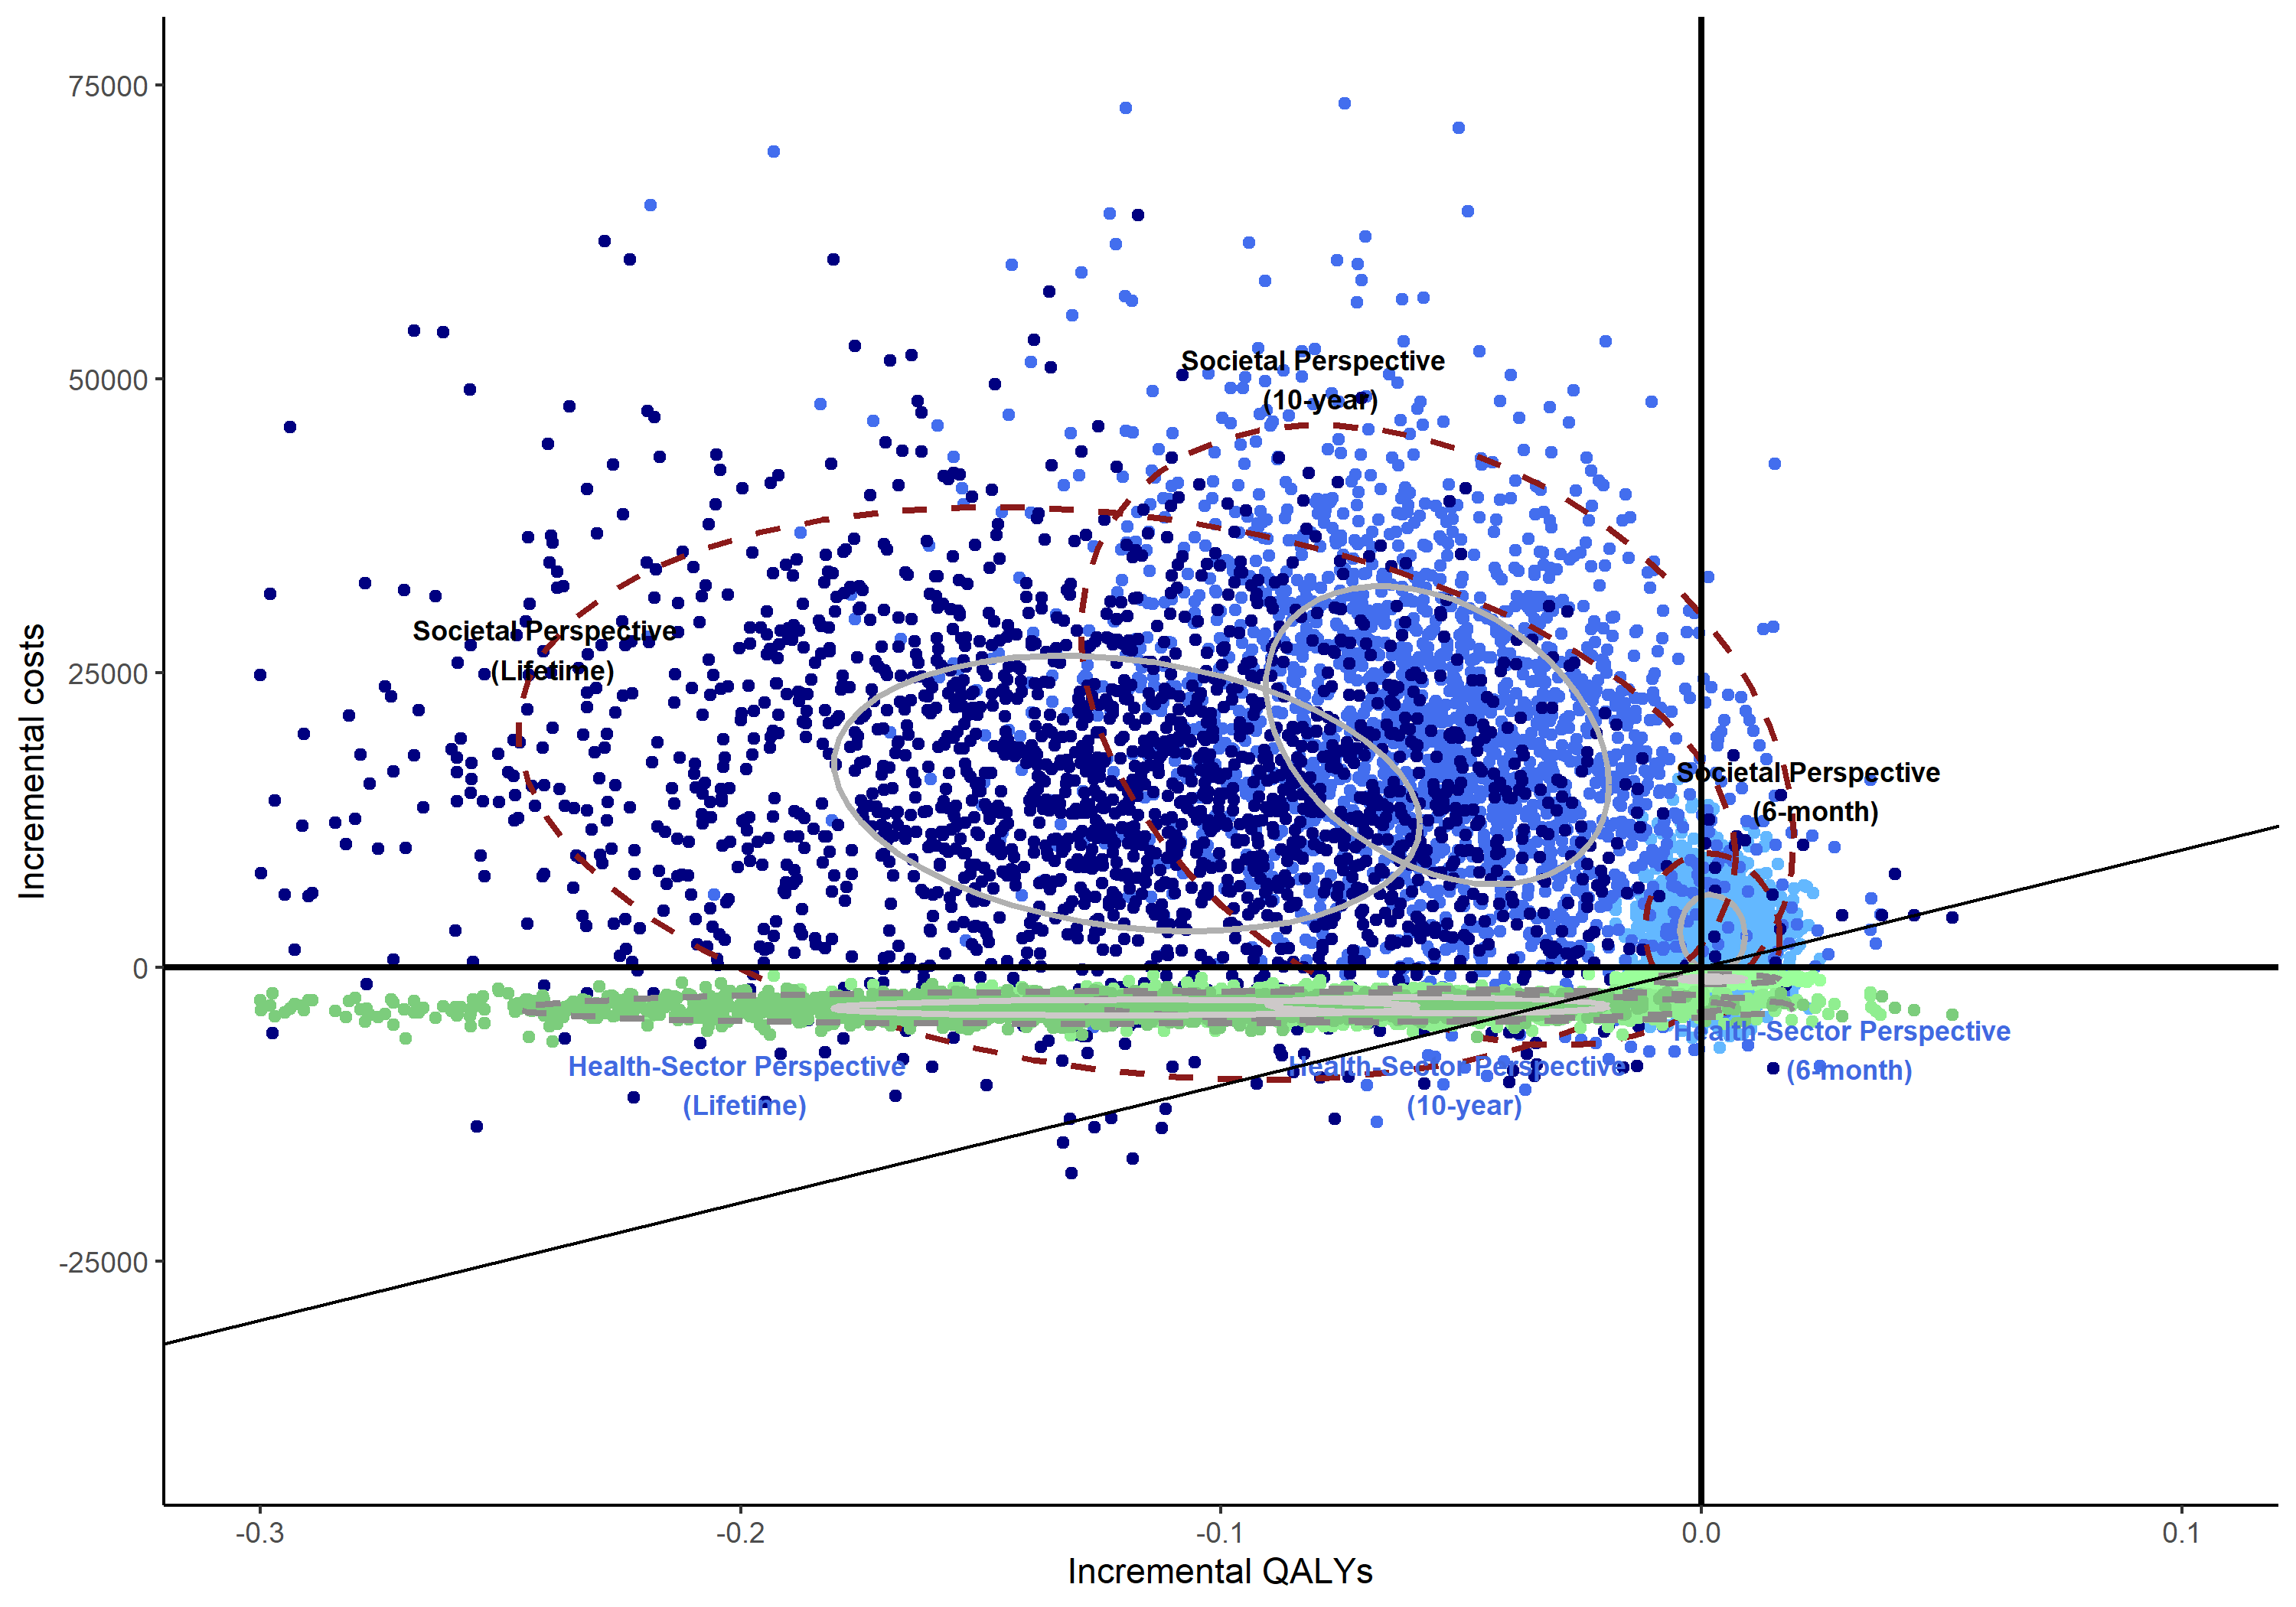 75000
50000
25000
0
-25000
Incremental costs
Societal Perspective
(10-year)
Societal Perspective
(Lifetime)
Societal Perspective
(6-month)
Health-Sector Perspective
(6-month)
Health-Sector Perspective
(Lifetime)
Health-Sector Perspective
(10-year)
-0.3
-0.2
-0.1
0.0
0.1
Incremental QALYs